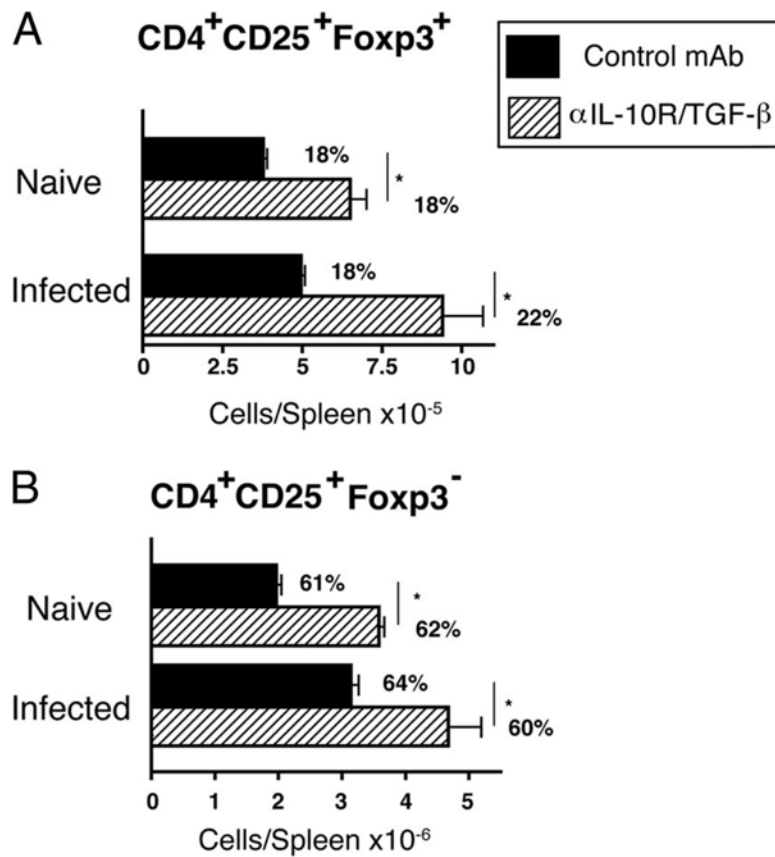 A
CD4⁺CD25⁺Foxp3⁺
Control mAb
αIL-10R/TGF-β
Naive
18%
*
18%
Infected
18%
*
22%
0 2.5 5 7.5 10
Cells/Spleen x10⁻⁵
B
CD4⁺CD25⁺Foxp3⁻
Naive
61%
*
62%
Infected
64%
*
60%
0 1 2 3 4 5
Cells/Spleen x10⁻⁶